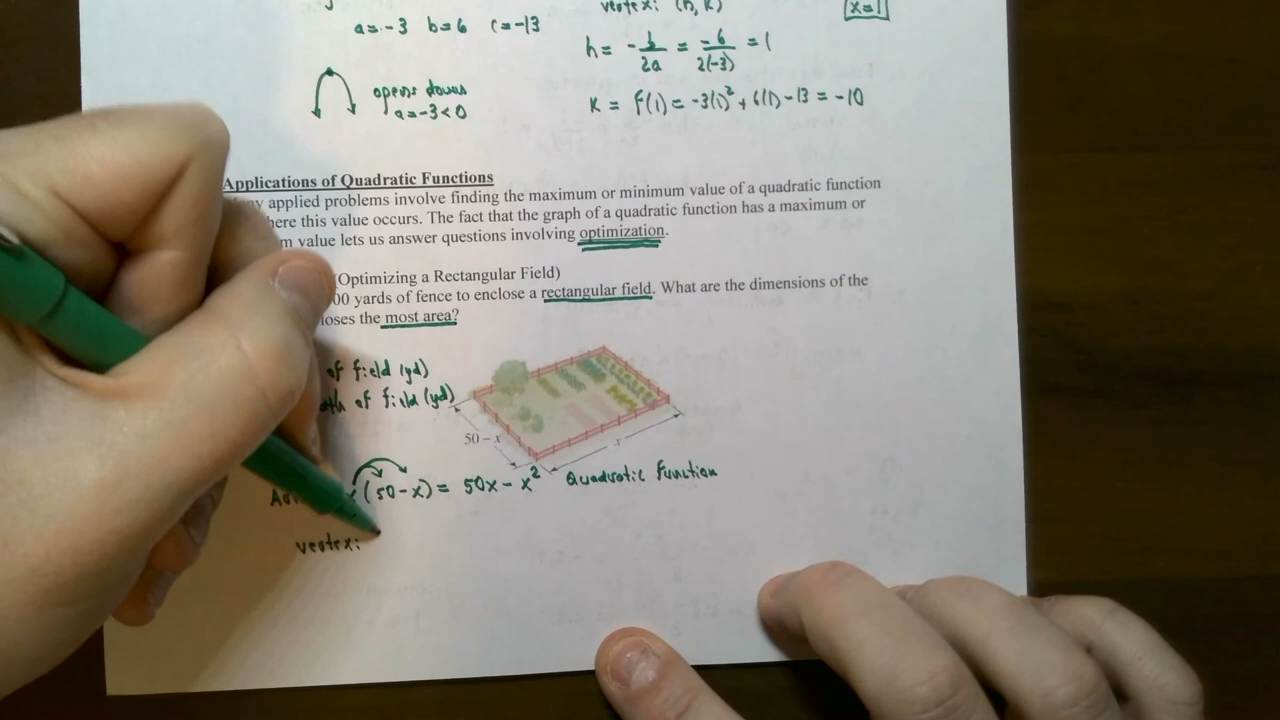 a=-3 b=6 c=-13
vertex: (h, k)
x=1
h = -b/2a = -6/2(-3) = 1
opens down
a=-3<0
K = f(1) = -3(1)² + 6(1) - 13 = -10
Applications of Quadratic Functions
applied problems involve finding the maximum or minimum value of a quadratic function
here this value occurs. The fact that the graph of a quadratic function has a maximum or
m value lets us answer questions involving optimization.
(Optimizing a Rectangular Field)
00 yards of fence to enclose a rectangular field. What are the dimensions of the
loses the most area?
of field (yd)
of field (yd)
50 – x
x
(50-x) = 50x - x² Quadratic Function
vertex: